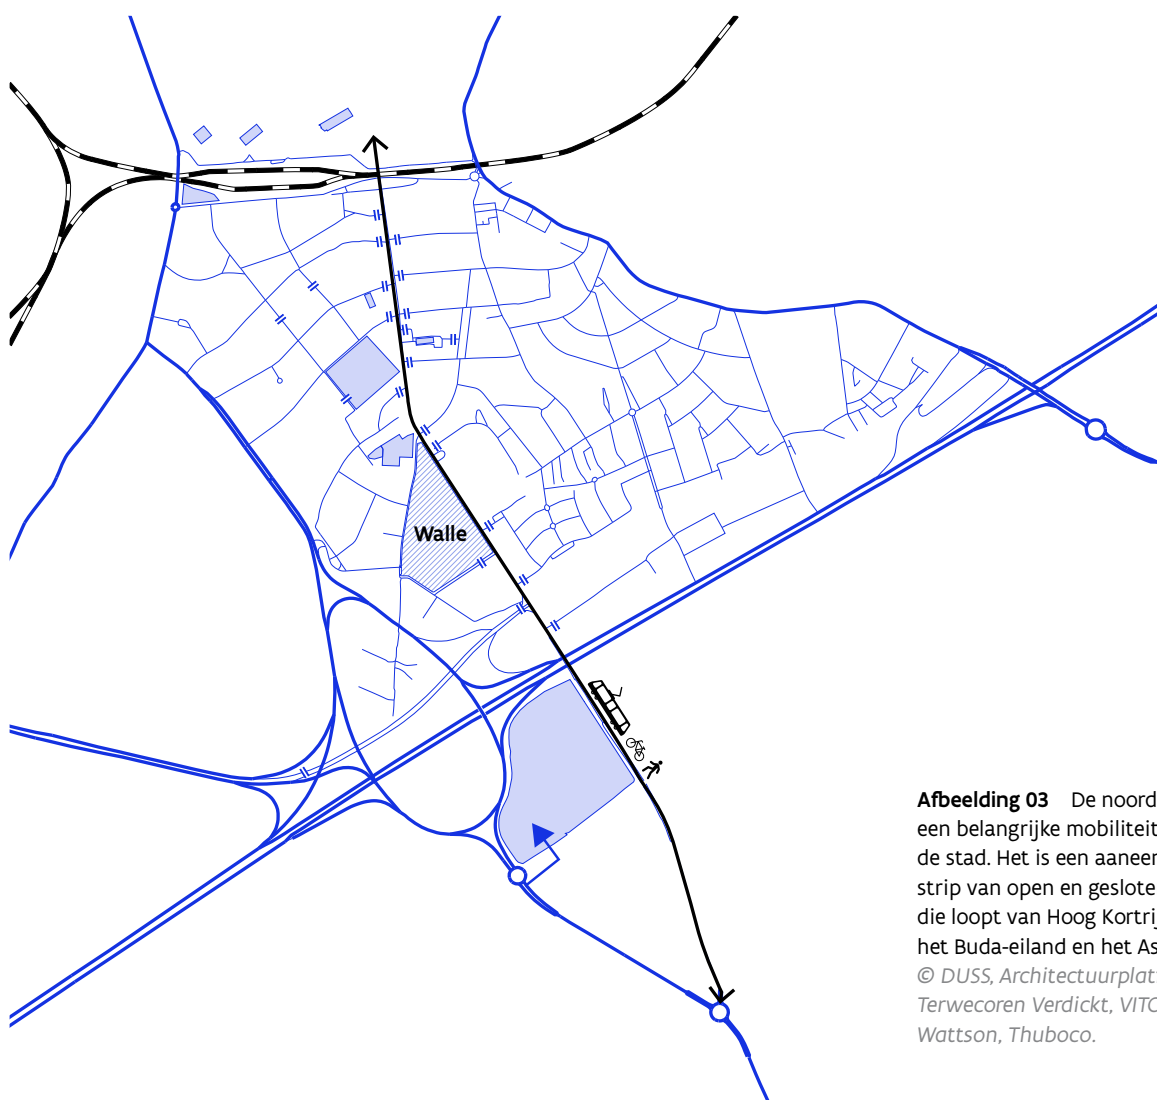 Walle
Afbeelding 03 De noord
een belangrijke mobiliteit
de stad. Het is een aaneen
strip van open en geslote
die loopt van Hoog Kortrij
het Buda-eiland en het As
© DUSS, Architectuurplat
Terwecoren Verdickt, VITO
Wattson, Thuboco.